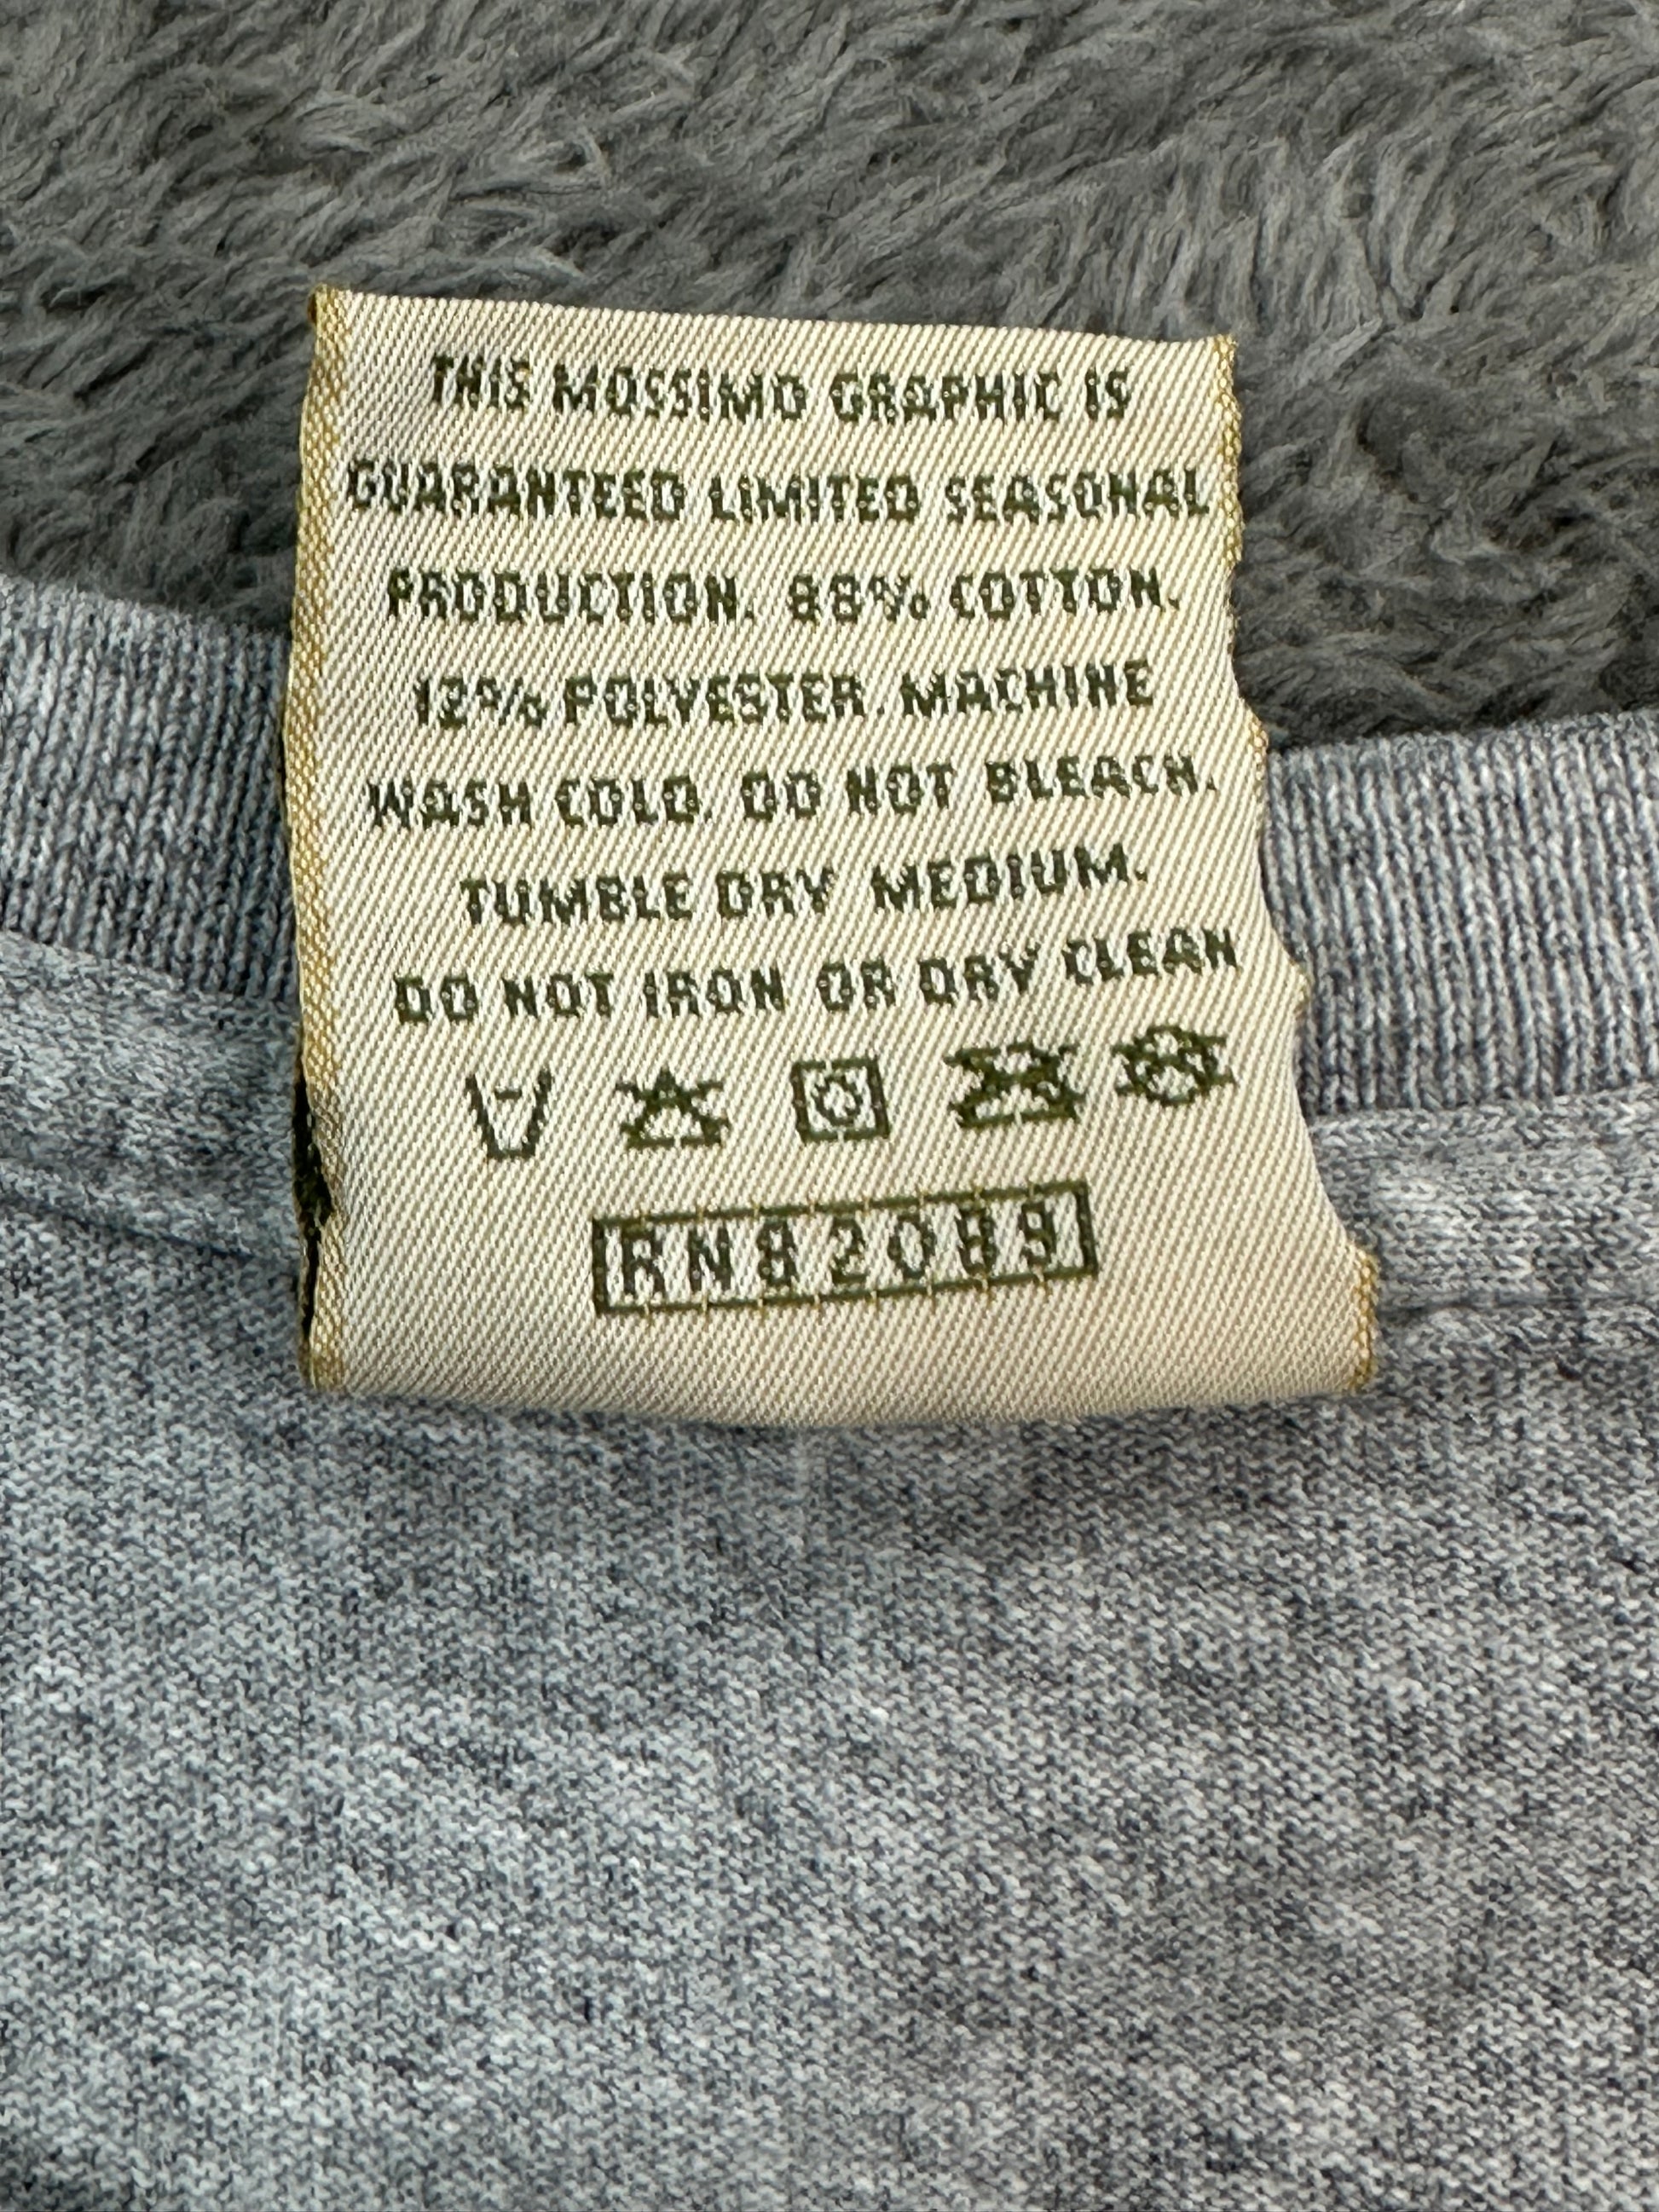 THIS MOSSIMO GRAPHIC IS
GUARANTEED LIMITED SEASONAL
PRODUCTION. 88% COTTON.
12% POLYESTER. MACHINE
WASH COLD. DO NOT BLEACH.
TUMBLE DRY MEDIUM.
DO NOT IRON OR DRY CLEAN
RN82089